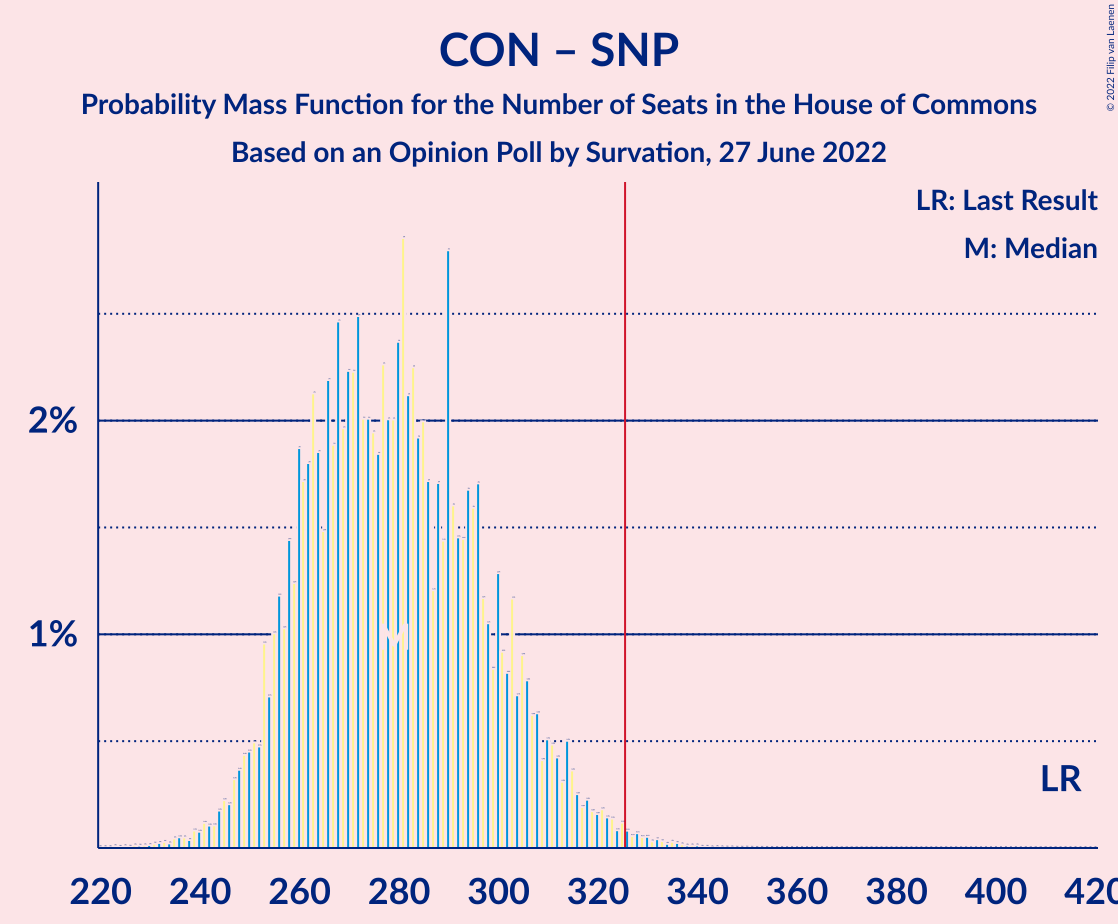 CON – SNP
Probability Mass Function for the Number of Seats in the House of Commons
Based on an Opinion Poll by Survation, 27 June 2022
© 2022 Filip van Laenen
LR: Last Result
M: Median
2%
1%
M
LR
220 240 260 280 300 320 340 360 380 400 420